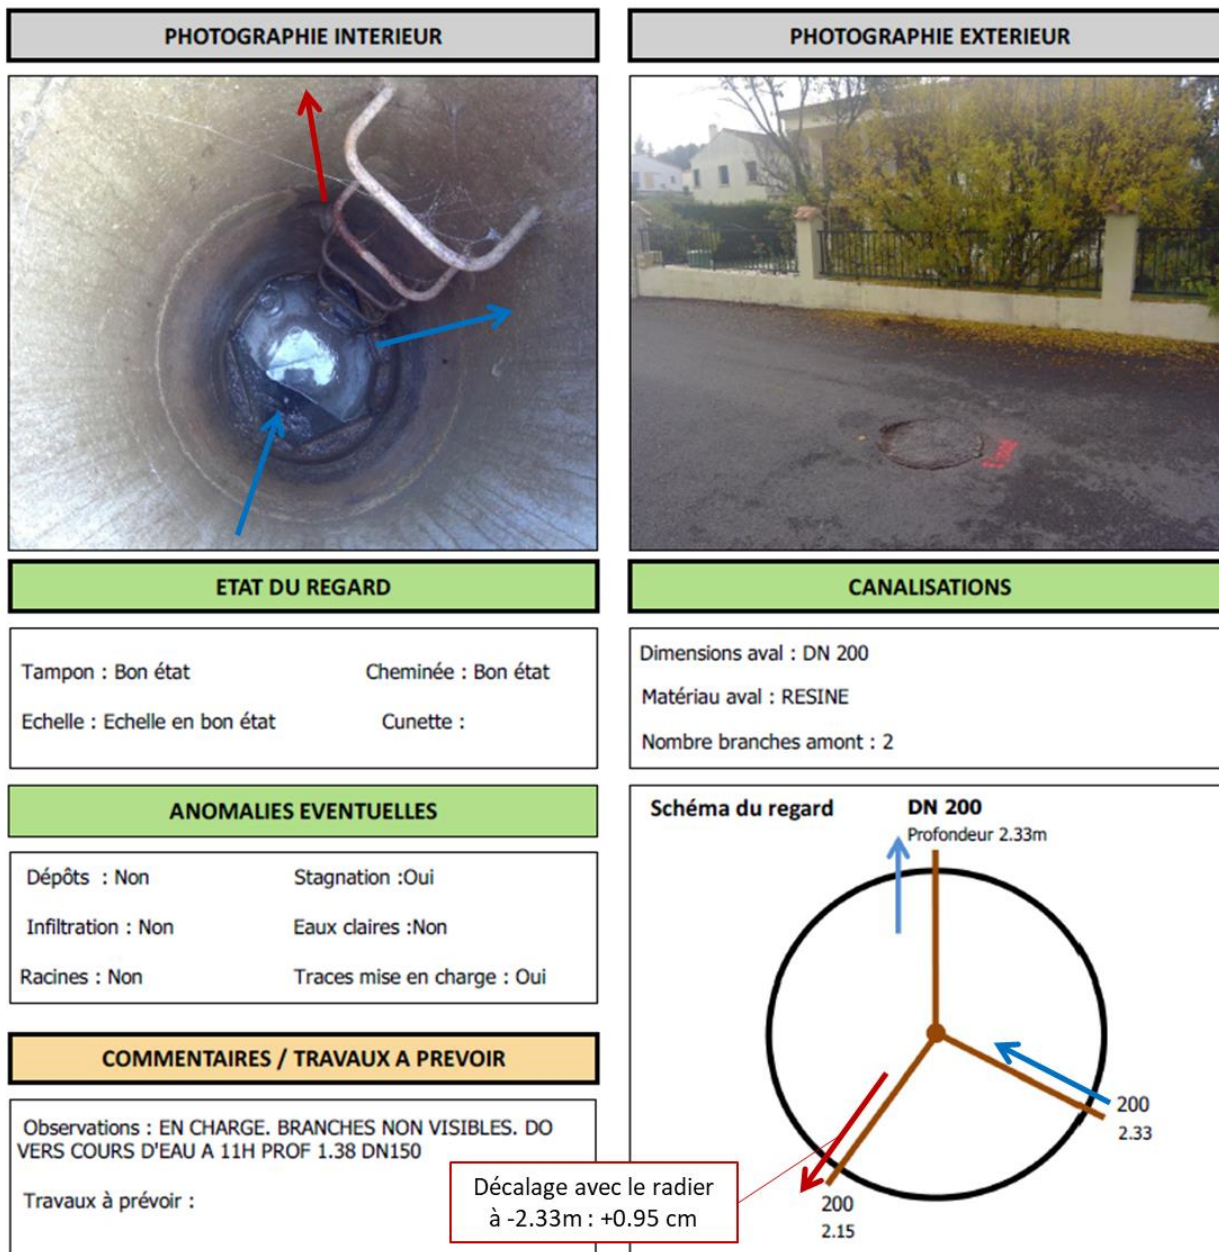 PHOTOGRAPHIE INTERIEUR
PHOTOGRAPHIE EXTERIEUR
ETAT DU REGARD
Tampon : Bon état
Cheminée : Bon état
Echelle : Echelle en bon état
Cunette :
CANALISATIONS
Dimensions aval : DN 200
Matériau aval : RESINE
Nombre branches amont : 2
ANOMALIES EVENTUELLES
Dépôts : Non
Stagnation :Oui
Infiltration : Non
Eaux claires :Non
Racines : Non
Traces mise en charge : Oui
COMMENTAIRES / TRAVAUX A PREVOIR
Observations : EN CHARGE. BRANCHES NON VISIBLES. DO
VERS COURS D'EAU A 11H PROF 1.38 DN150
Travaux à prévoir :
Schéma du regard
DN 200
Profondeur 2.33m
200
2.33
200
2.15
Décalage avec le radier
à -2.33m : +0.95 cm